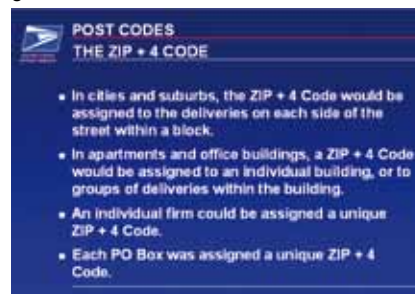 POST CODES
THE ZIP + 4 CODE
• In cities and suburbs, the ZIP + 4 Code would be
assigned to the deliveries on each side of the
street within a block.
• In apartments and office buildings, a ZIP + 4 Code
would be assigned to an individual building, or to
groups of deliveries within the building.
• An individual firm could be assigned a unique
ZIP + 4 Code.
• Each PO Box was assigned a unique ZIP + 4
Code.